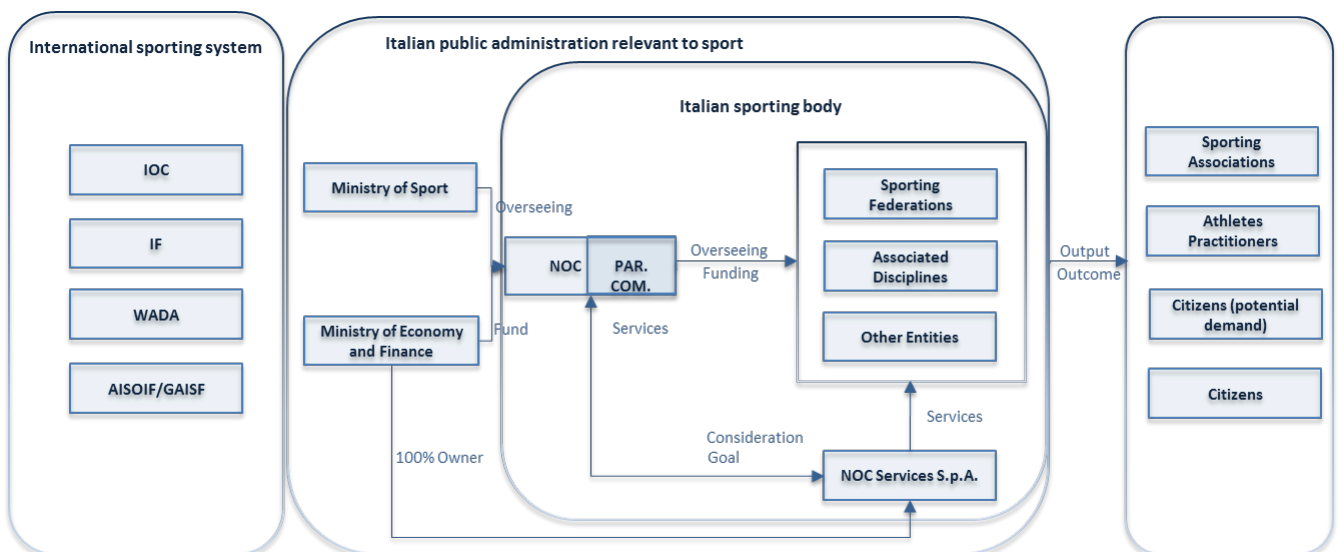 International sporting system
IOC
IF
WADA
AISOIF/GAISF
Italian public administration relevant to sport
Ministry of Sport
Overseeing
Ministry of Economy
and Finance
Fund
100% Owner
Italian sporting body
NOC
PAR.
COM.
Overseeing
Funding
Services
Consideration
Goal
Sporting
Federations
Associated
Disciplines
Other Entities
Services
NOC Services S.p.A.
Output
Outcome
Sporting
Associations
Athletes
Practitioners
Citizens (potential
demand)
Citizens